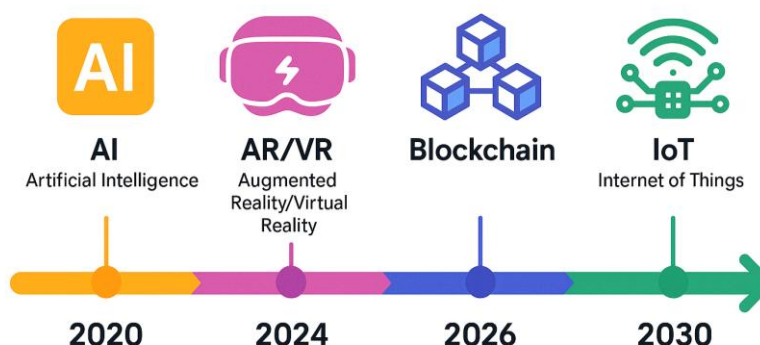 AI
AI
Artificial Intelligence
AR/VR
Augmented
Reality/Virtual
Reality
Blockchain
IoT
Internet of Things
2020
2024
2026
2030